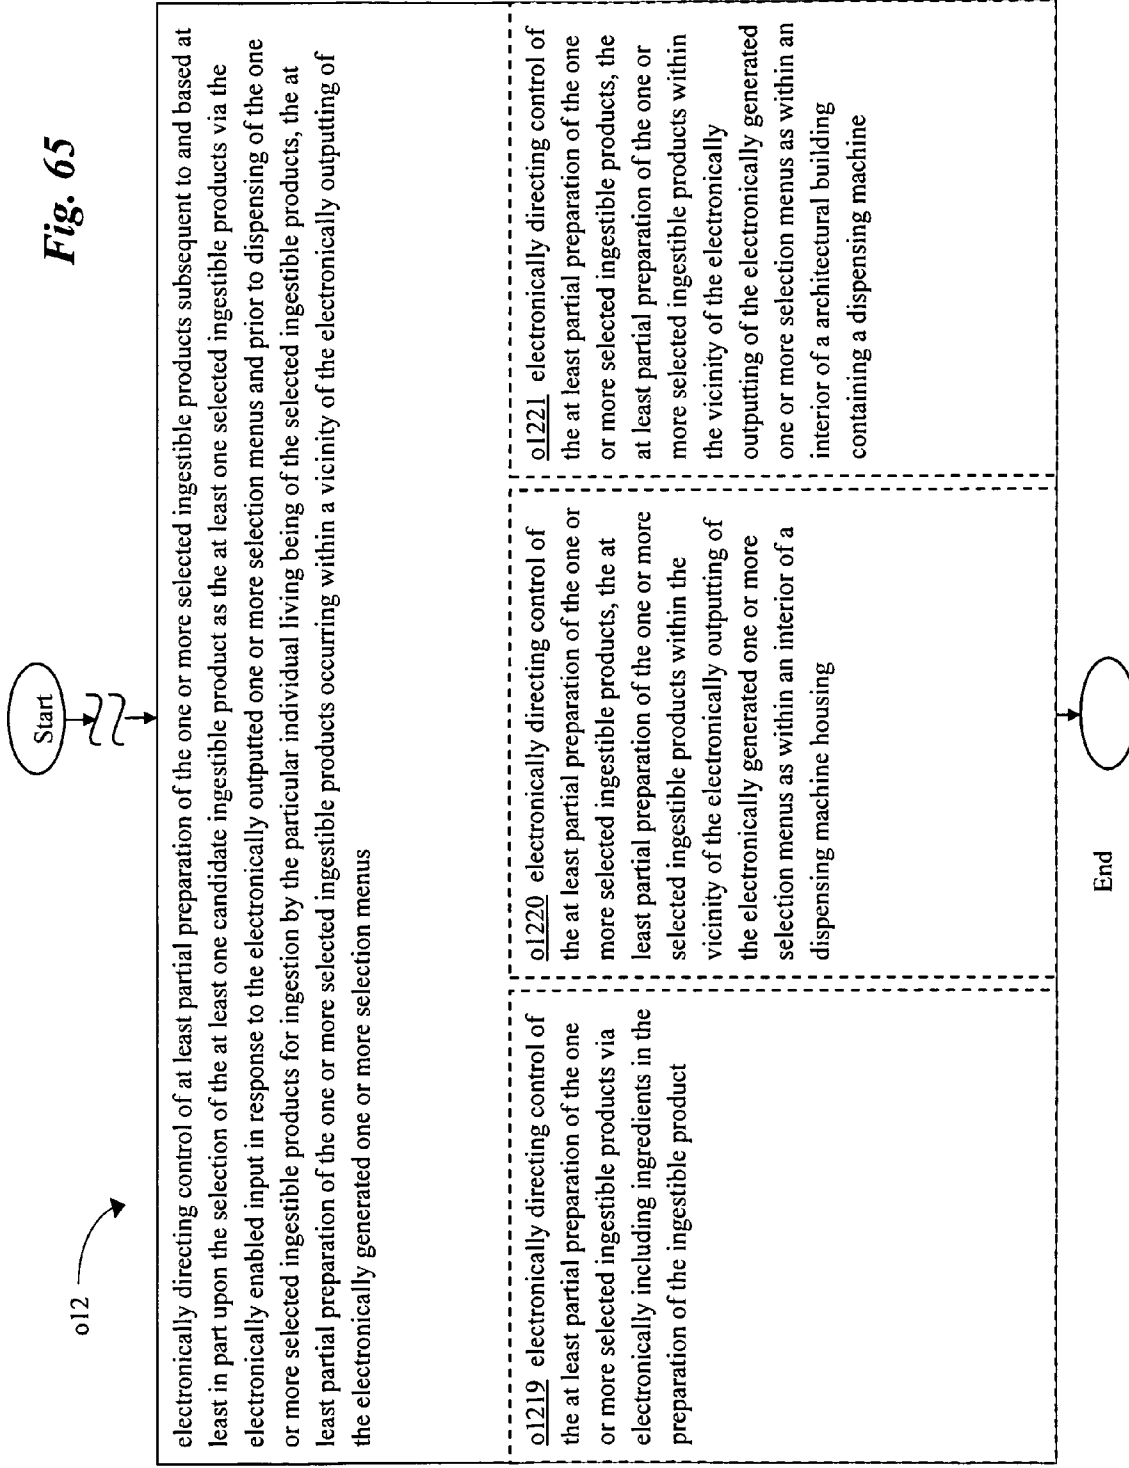 Fig. 65
o12
Start
electronically directing control of at least partial preparation of the one or more selected ingestible products subsequent to and based at
least in part upon the selection of the at least one candidate ingestible product as the at least one selected ingestible products via the
electronically enabled input in response to the electronically outputted one or more selection menus and prior to dispensing of the one
or more selected ingestible products for ingestion by the particular individual living being of the selected ingestible products, the at
least partial preparation of the one or more selected ingestible products occurring within a vicinity of the electronically outputing of
the electronically generated one or more selection menus
o1219 electronically directing control of
the at least partial preparation of the one
or more selected ingestible products via
electronically including ingredients in the
preparation of the ingestible product
o1220 electronically directing control of
the at least partial preparation of the one or
more selected ingestible products, the at
least partial preparation of the one or more
selected ingestible products within the
vicinity of the electronically outputing of
the electronically generated one or more
selection menus as within an interior of a
dispensing machine housing
o1221 electronically directing control of
the at least partial preparation of the one
or more selected ingestible products, the
at least partial preparation of the one or
more selected ingestible products within
the vicinity of the electronically
outputing of the electronically generated
one or more selection menus as within an
interior of a architectural building
containing a dispensing machine
End